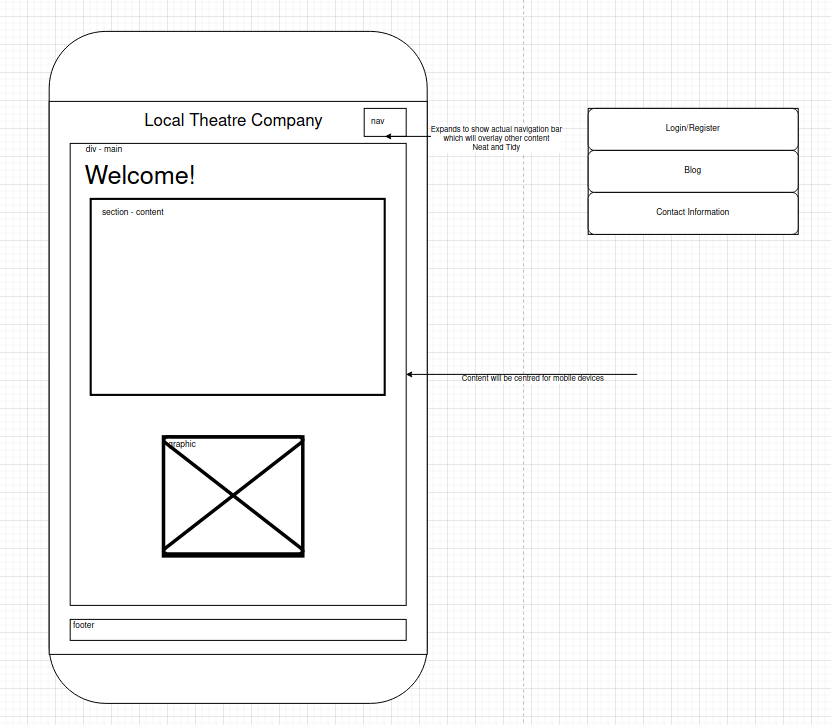 Local Theatre Company
nav
Expands to show actual navigation bar
which will overlay other content
Neat and Tidy
Login/Register
Blog
Contact Information
div - main
Welcome!
section - content
Content will be centred for mobile devices
graphic
footer